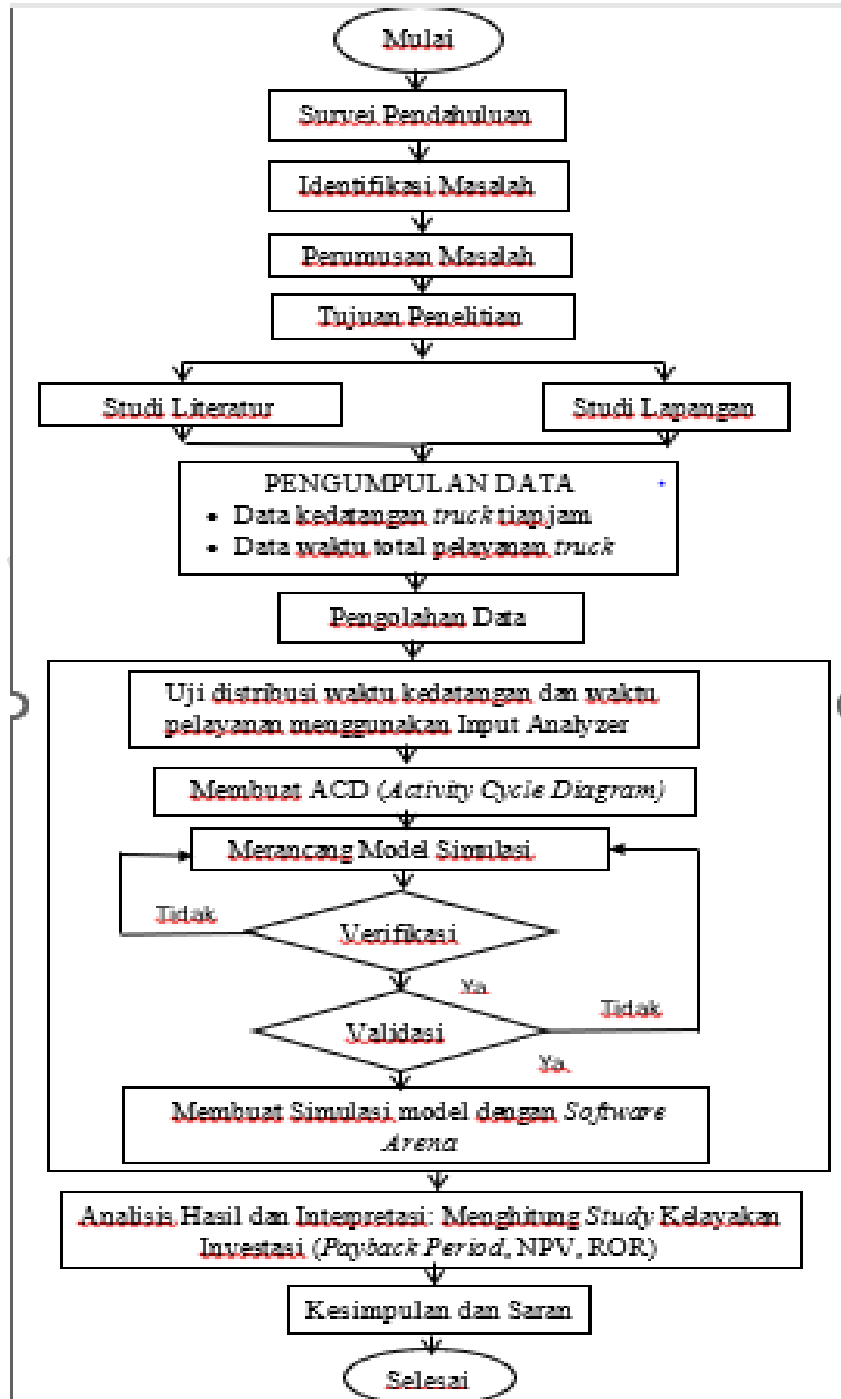 Mulai
Survei Pendahuluan
Identifikasi Masalah
Perumusan Masalah
Tujuan Penelitian
Studi Literatur
Studi Lapangan
PENGUMPULAN DATA
• Data kedatangan truck tiap jam
• Data waktu total pelayanan truck
Pengolahan Data
Uji distribusi waktu kedatangan dan waktu
pelayanan menggunakan Input Analyzer
Membuat ACD (Activity Cycle Diagram)
Merancang Model Simulasi
Tidak
Verifikasi
Ya
Tidak
Validasi
Ya
Membuat Simulasi model dengan Software
Arena
Analisis Hasil dan Interpretasi: Menghitung Study Kelayakan
Investasi (Payback Period, NPV, ROR)
Kesimpulan dan Saran
Selesai